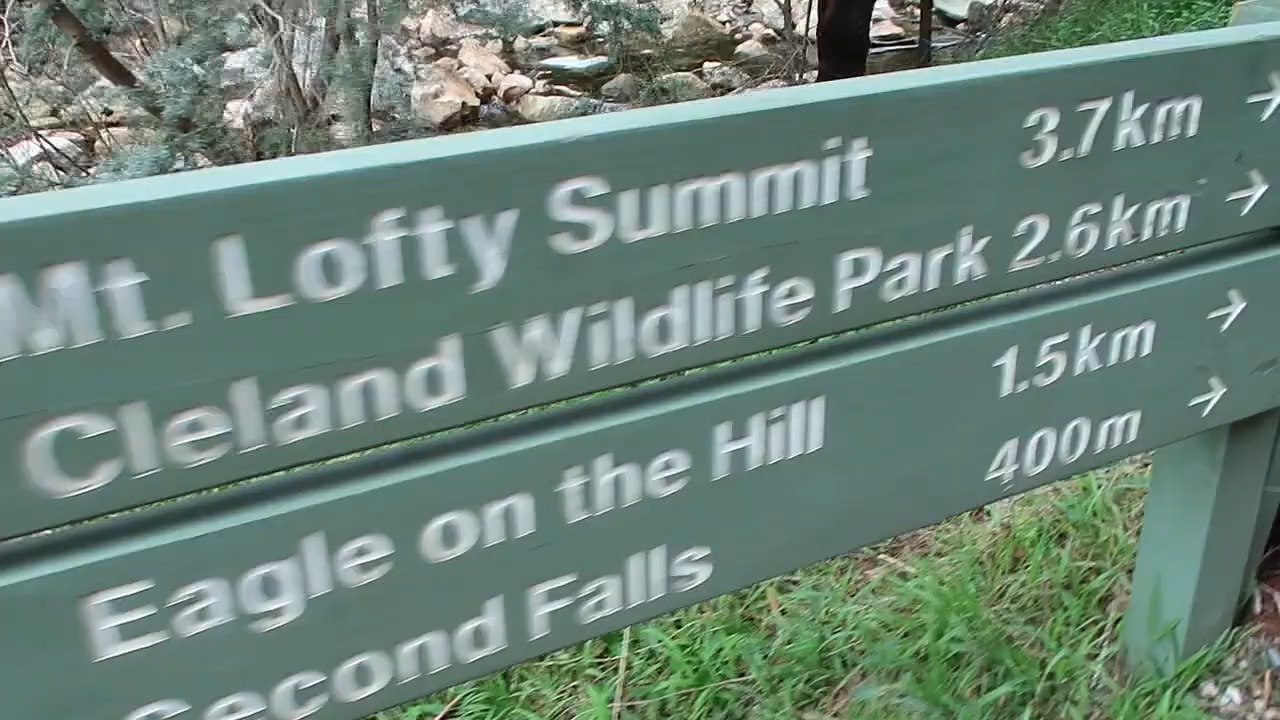 Mt. Lofty Summit 3.7km →
Cleland Wildlife Park 2.6km →
Eagle on the Hill 1.5km →
Second Falls 400m →